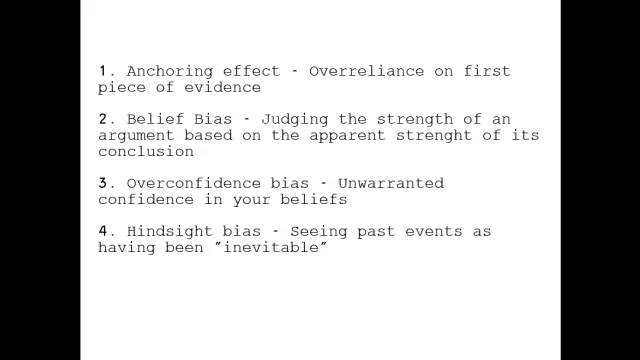 1. Anchoring effect - Overreliance on first
piece of evidence
2. Belief Bias - Judging the strength of an
argument based on the apparent strenght of its
conclusion
3. Overconfidence bias - Unwarranted
confidence in your beliefs
4. Hindsight bias - Seeing past events as
having been "inevitable"